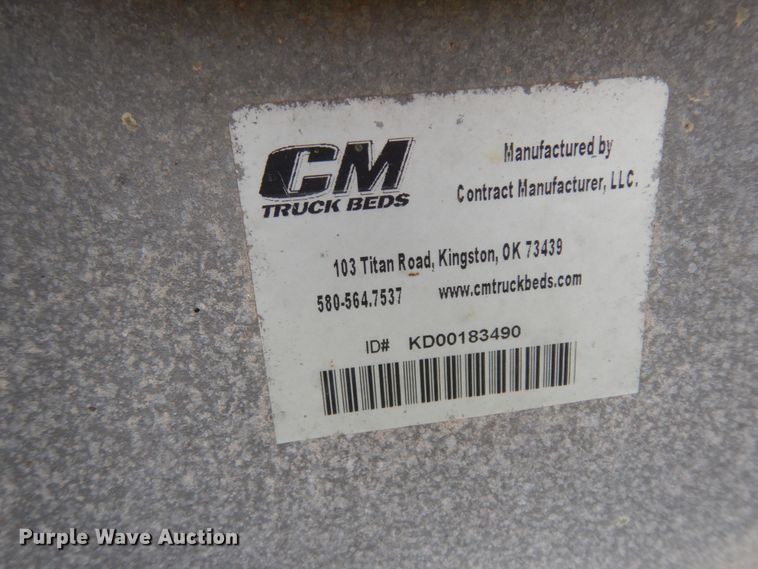 CM
TRUCK BEDS
Manufactured by
Contract Manufacturer, LLC.
103 Titan Road, Kingston, OK 73439
580-564.7537 www.cmtruckbeds.com
ID# KD00183490
Purple Wave Auction